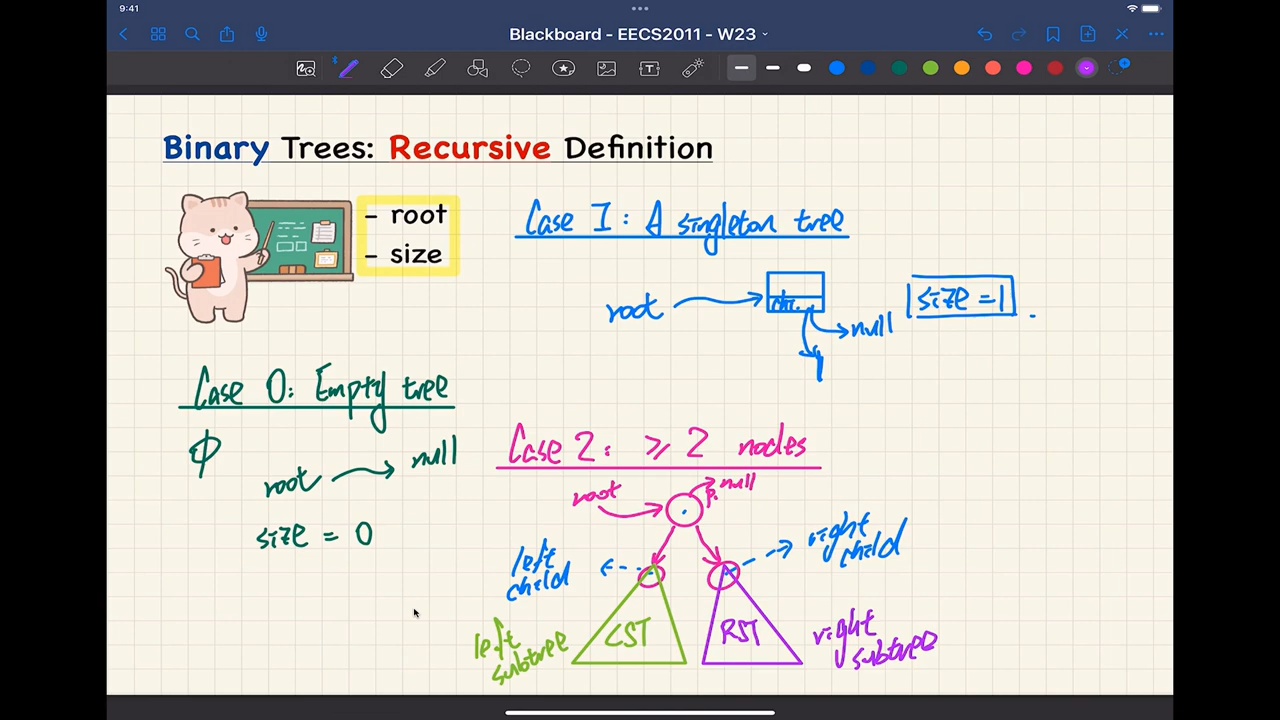 9:41
Blackboard - EECS2011 - W23
Binary Trees: Recursive Definition
- root
- size
Case 1: A singleton tree
root
null
size = 1
Case 0: Empty tree
φ
root
null
size = 0
Case 2: ≥ 2 nodes
root
p.
null
left
child
right
child
LST
RST
left
subtree
right
subtree